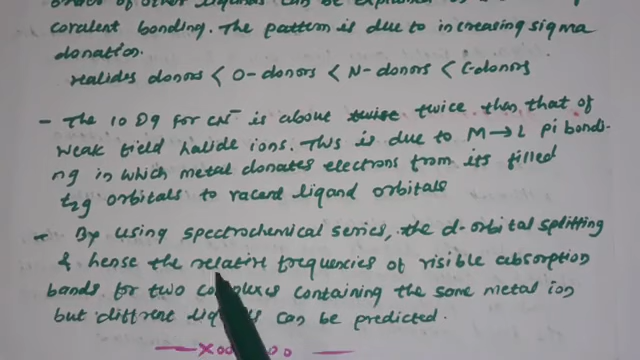 order of other ligands can be explained
covalent bonding. The pattern is due to increasing sigma
donation.
Halides donors < O-donors < N-donors < C-donors
- The 10 Dq for CN⁻ is about twice then that of
weak field halide ions. This is due to M→L pi bondi-
ng in which metal donates electrons from its filled
t2g orbitals to vacent ligand orbitals
- By using spectrochemical series, the d-orbital splitting
& hense the relative frequencies of visible absorption
bands for two complexes containing the same metal ion
but different ligands can be predicted.